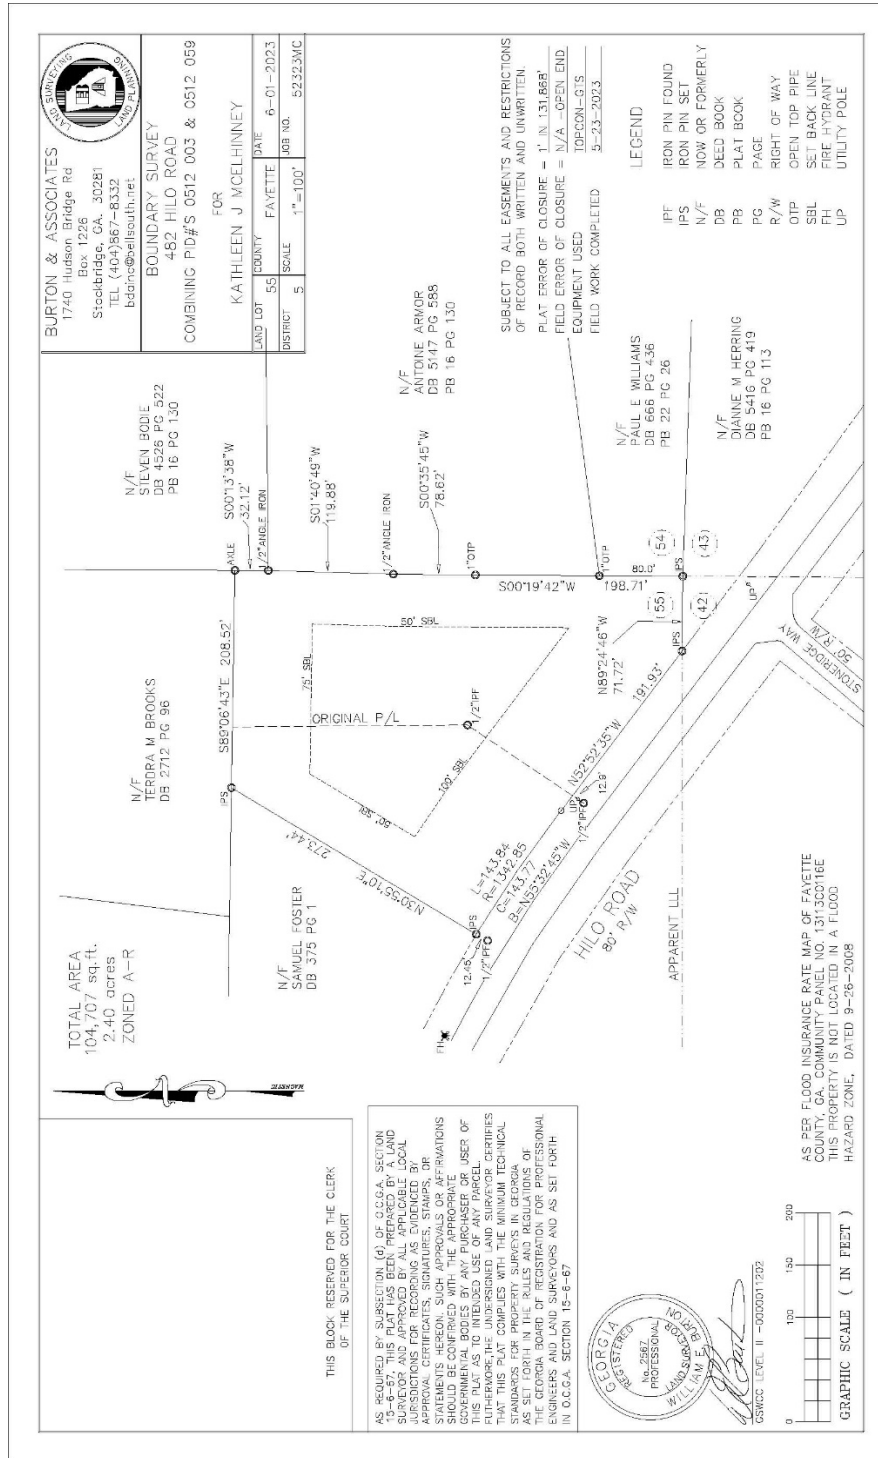 BURTON & ASSOCIATES
1740 Hudson Bridge Rd
Box 1226
Stockbridge, GA. 30281
TEL (404)867-8332
bdainc@bellsouth.net
LAND SURVEYING
LAND PLANNING
BOUNDARY SURVEY
482 HILO ROAD
COMBINING PID#'S 0512 003 & 0512 059
FOR
KATHLEEN J MCELHINNEY
LAND LOT 55
COUNTY FAYETTE
DATE 6-01-2023
DISTRICT 5
SCALE 1"=100'
JOB NO. 52323MC
SUBJECT TO ALL EASEMENTS AND RESTRICTIONS
OF RECORD BOTH WRITTEN AND UNWRITTEN.
PLAT ERROR OF CLOSURE = 1' IN 131,868'
FIELD ERROR OF CLOSURE = N/A -OPEN END
EQUIPMENT USED TOPCON-GTS
FIELD WORK COMPLETED 5-23-2023
LEGEND
IPF IRON PIN FOUND
IPS IRON PIN SET
N/F NOW OR FORMERLY
DB DEED BOOK
PB PLAT BOOK
PG PAGE
R/W RIGHT OF WAY
OTP OPEN TOP PIPE
SBL SET BACK LINE
FH FIRE HYDRANT
UP UTILITY POLE
N/F
STEVEN BODIE
DB 4526 PG 522
PB 16 PG 130
N/F
ANTOINE ARMOR
DB 5147 PG 588
PB 16 PG 130
N/F
PAUL E WILLIAMS
DB 666 PG 436
PB 22 PG 26
N/F
DIANNE M HERRING
DB 5416 PG 419
PB 16 PG 113
S00°13'38"W
32.12'
S01°40'49"W
119.88'
S00°35'45"W
78.62'
AXLE
1/2"ANGLE IRON
1/2"ANGLE IRON
1"OTP
1"OTP
80.0'
IPS
S00°19'42"W 198.71'
(54)
(43)
(55)
(42)
N/F
TERDRA M BROOKS
DB 2712 PG 96
S89°06'43"E 208.52'
IPS
75' SBL
50' SBL
50' SBL
100' SBL
ORIGINAL P/L
1/2"IPF
N89°24'46"W
71.72'
IPS
UP
N52°52'35"W 191.93'
12.9'
UP
1/2"IPF
STONERIDGE WAY
50' R/W
N30°55'10"E 273.44'
L=143.84
R=1342.85
C=143.77
B=N55°32'45"W
IPS
12.45'
1/2"IPF
FH
HILO ROAD
80' R/W
APPARENT LLL
N/F
SAMUEL FOSTER
DB 375 PG 1
TOTAL AREA
104,707 sq.ft.
2.40 acres
ZONED A-R
MAGNETIC
THIS BLOCK RESERVED FOR THE CLERK
OF THE SUPERIOR COURT
AS REQUIRED BY SUBSECTION (d) OF O.C.G.A. SECTION
15-6-67, THIS PLAT HAS BEEN PREPARED BY A LAND
SURVEYOR AND APPROVED BY ALL APPLICABLE LOCAL
JURISDICTIONS FOR RECORDING AS EVIDENCED BY
APPROVAL CERTIFICATES, SIGNATURES, STAMPS, OR
STATEMENTS HEREON. SUCH APPROVALS OR AFFIRMATIONS
SHOULD BE CONFIRMED WITH THE APPROPRIATE
GOVERNMENTAL BODIES BY ANY PURCHASER OR USER OF
THIS PLAT AS TO INTENDED USE OF ANY PARCEL.
FUTHERMORE,THE UNDERSIGNED LAND SURVEYOR CERTIFIES
THAT THIS PLAT COMPLIES WITH THE MINIMUM TECHNICAL
STANDARDS FOR PROPERTY SURVEYS IN GEORGIA
AS SET FORTH IN THE RULES AND REGULATIONS OF
THE GEORGIA BOARD OF REGISTRATION FOR PROFESSIONAL
ENGINEERS AND LAND SURVEYORS AND AS SET FORTH
IN O.C.G.A. SECTION 15-6-67
GEORGIA
REGISTERED
No. 2567
PROFESSIONAL
LAND SURVEYOR
WILLIAM E. BURTON
GSWCC LEVEL II -0000011202
0 100 150 200
GRAPHIC SCALE ( IN FEET )
AS PER FLOOD INSURANCE RATE MAP OF FAYETTE
COUNTY, GA. COMMUNITY PANEL NO. 13113C0116E
THIS PROPERTY IS NOT LOCATED IN A FLOOD
HAZARD ZONE, DATED 9-26-2008